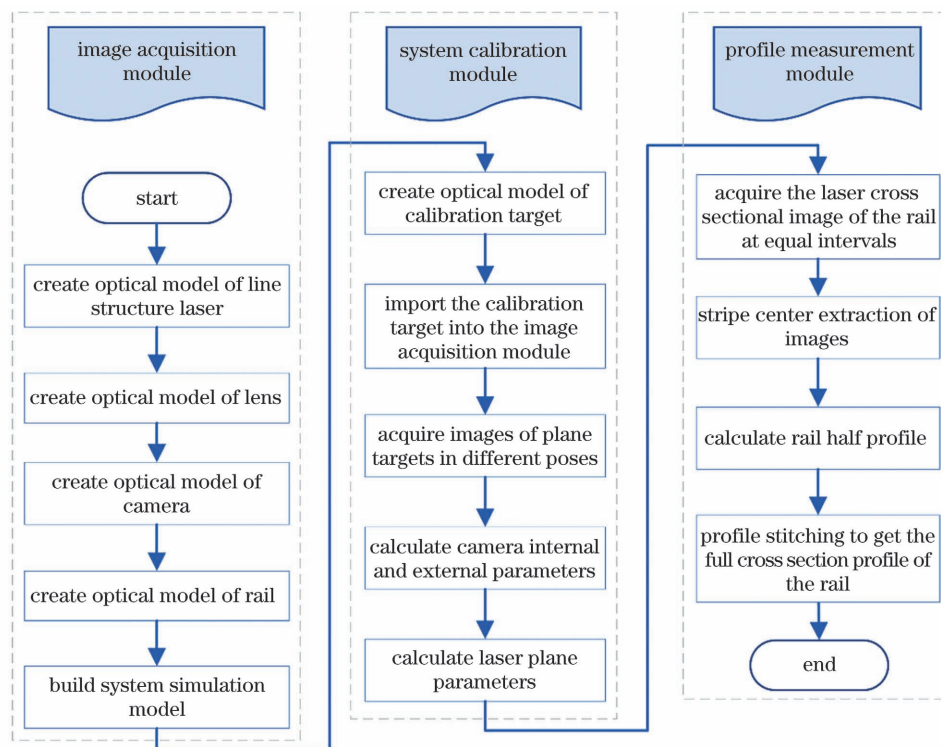 image acquisition
module
start
create optical model of line
structure laser
create optical model of lens
create optical model of
camera
create optical model of rail
build system simulation
model
system calibration
module
create optical model of
calibration target
import the calibration
target into the image
acquisition module
acquire images of plane
targets in different poses
calculate camera internal
and external parameters
calculate laser plane
parameters
profile measurement
module
acquire the laser cross
sectional image of the rail
at equal intervals
stripe center extraction of
images
calculate rail half profile
profile stitching to get the
full cross section profile of
the rail
end